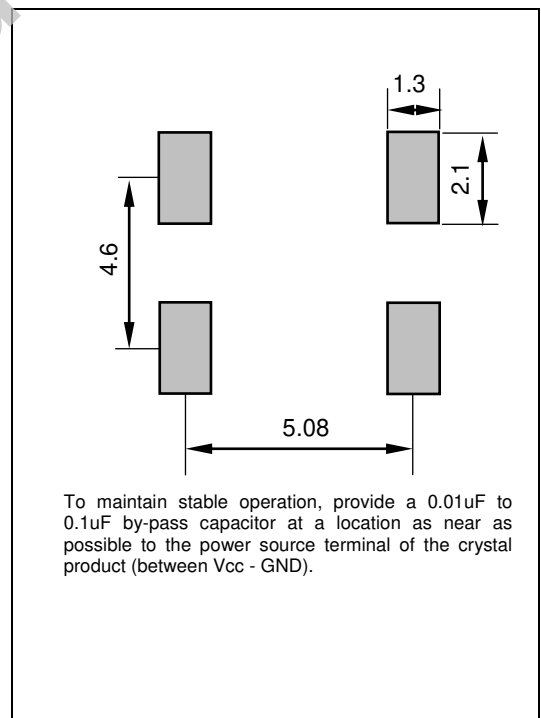 1.3
2.1
4.6
5.08
To maintain stable operation, provide a 0.01uF to
0.1uF by-pass capacitor at a location as near as
possible to the power source terminal of the crystal
product (between Vcc - GND).